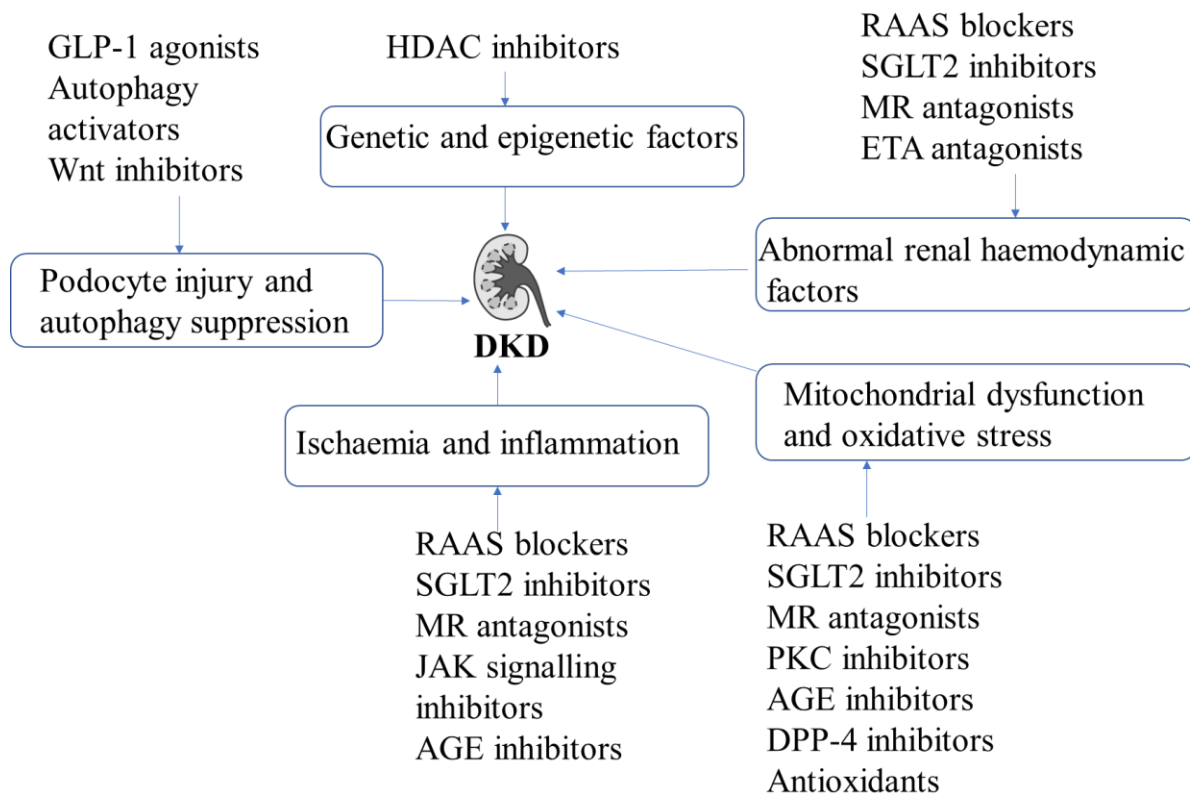 GLP-1 agonists
Autophagy
activators
Wnt inhibitors
Podocyte injury and
autophagy suppression
HDAC inhibitors
Genetic and epigenetic factors
RAAS blockers
SGLT2 inhibitors
MR antagonists
ETA antagonists
Abnormal renal haemodynamic
factors
DKD
Ischaemia and inflammation
RAAS blockers
SGLT2 inhibitors
MR antagonists
JAK signalling
inhibitors
AGE inhibitors
Mitochondrial dysfunction
and oxidative stress
RAAS blockers
SGLT2 inhibitors
MR antagonists
PKC inhibitors
AGE inhibitors
DPP-4 inhibitors
Antioxidants